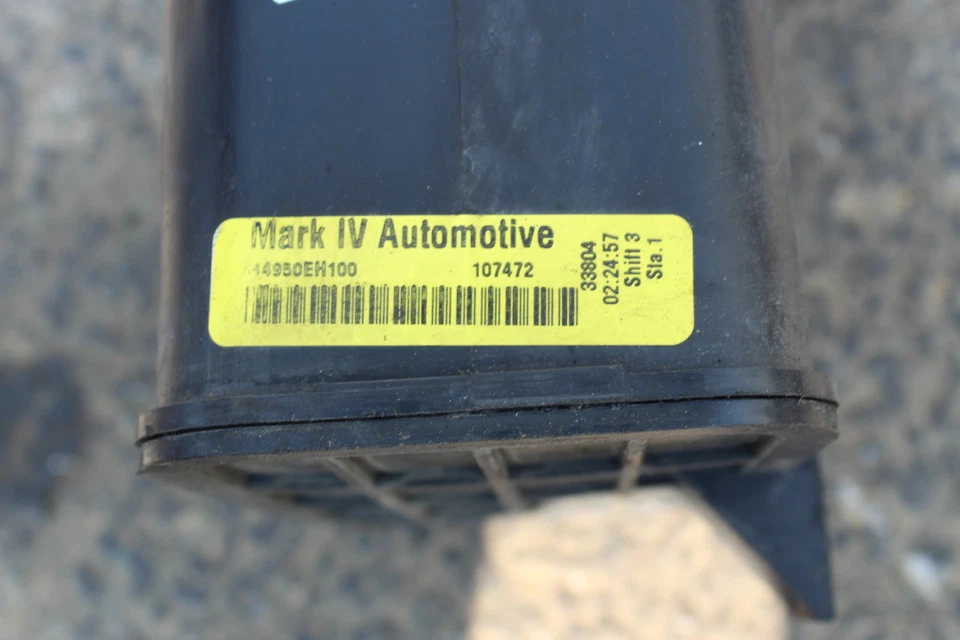 Mark IV Automotive
14950EH100 107472
33804
02:24:57
Shift 3
Sta.1